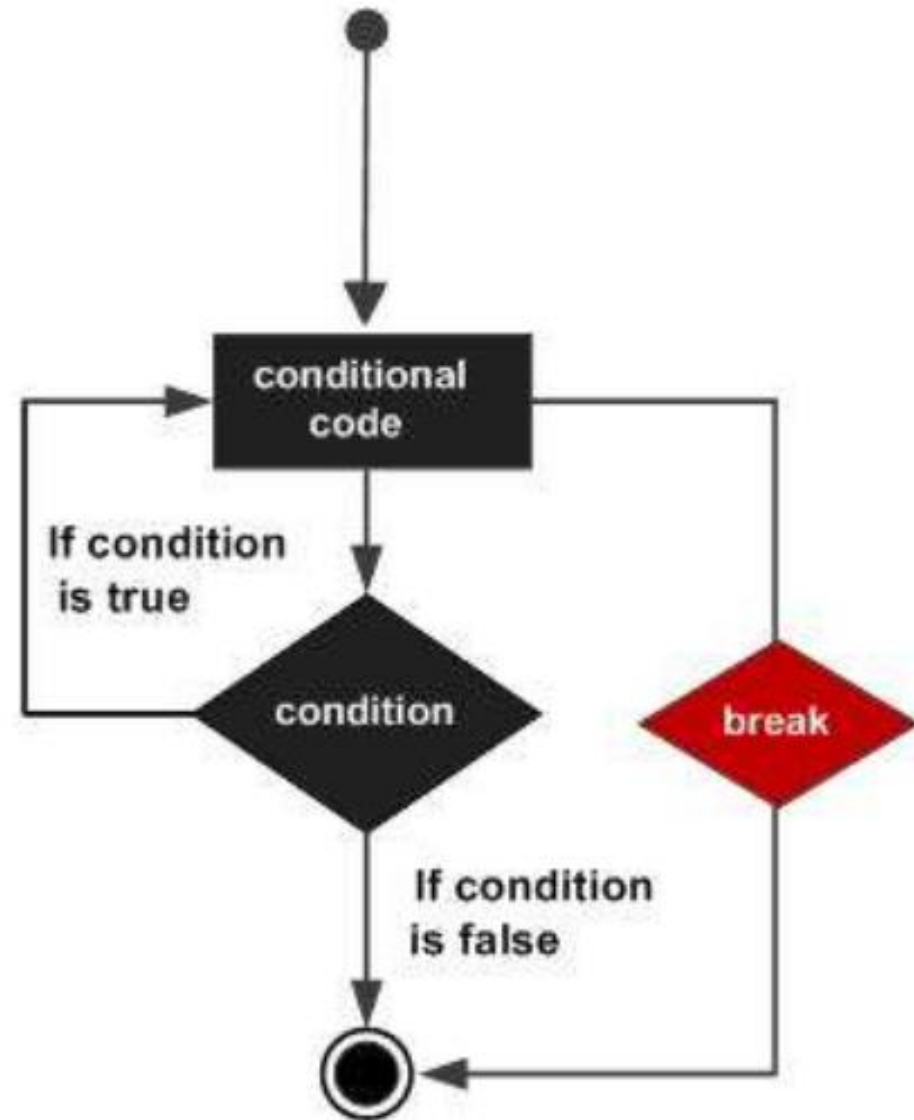 conditional
code
If condition
is true
condition
break
If condition
is false